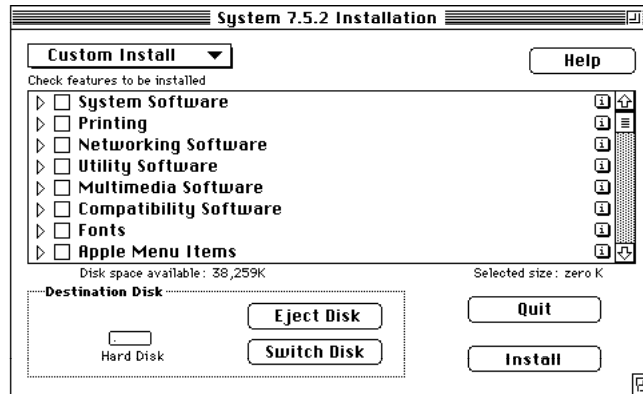 System 7.5.2 Installation
Custom Install
Help
Check features to be installed
System Software
Printing
Networking Software
Utility Software
Multimedia Software
Compatibility Software
Fonts
Apple Menu Items
Disk space available: 38,259K
Selected size: zero K
Destination Disk
Eject Disk
Quit
Hard Disk
Switch Disk
Install